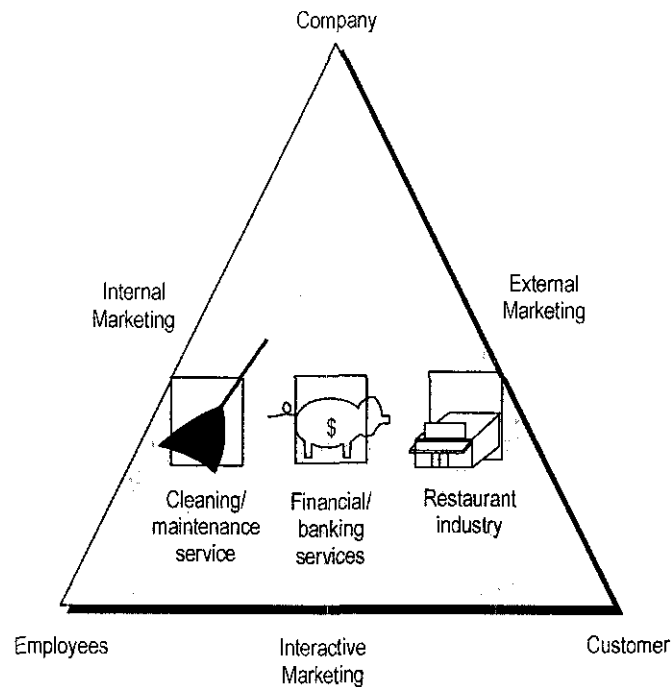 Company
Internal
Marketing
External
Marketing
$
Cleaning/
maintenance
service
Financial/
banking
services
Restaurant
industry
Employees
Interactive
Marketing
Customer